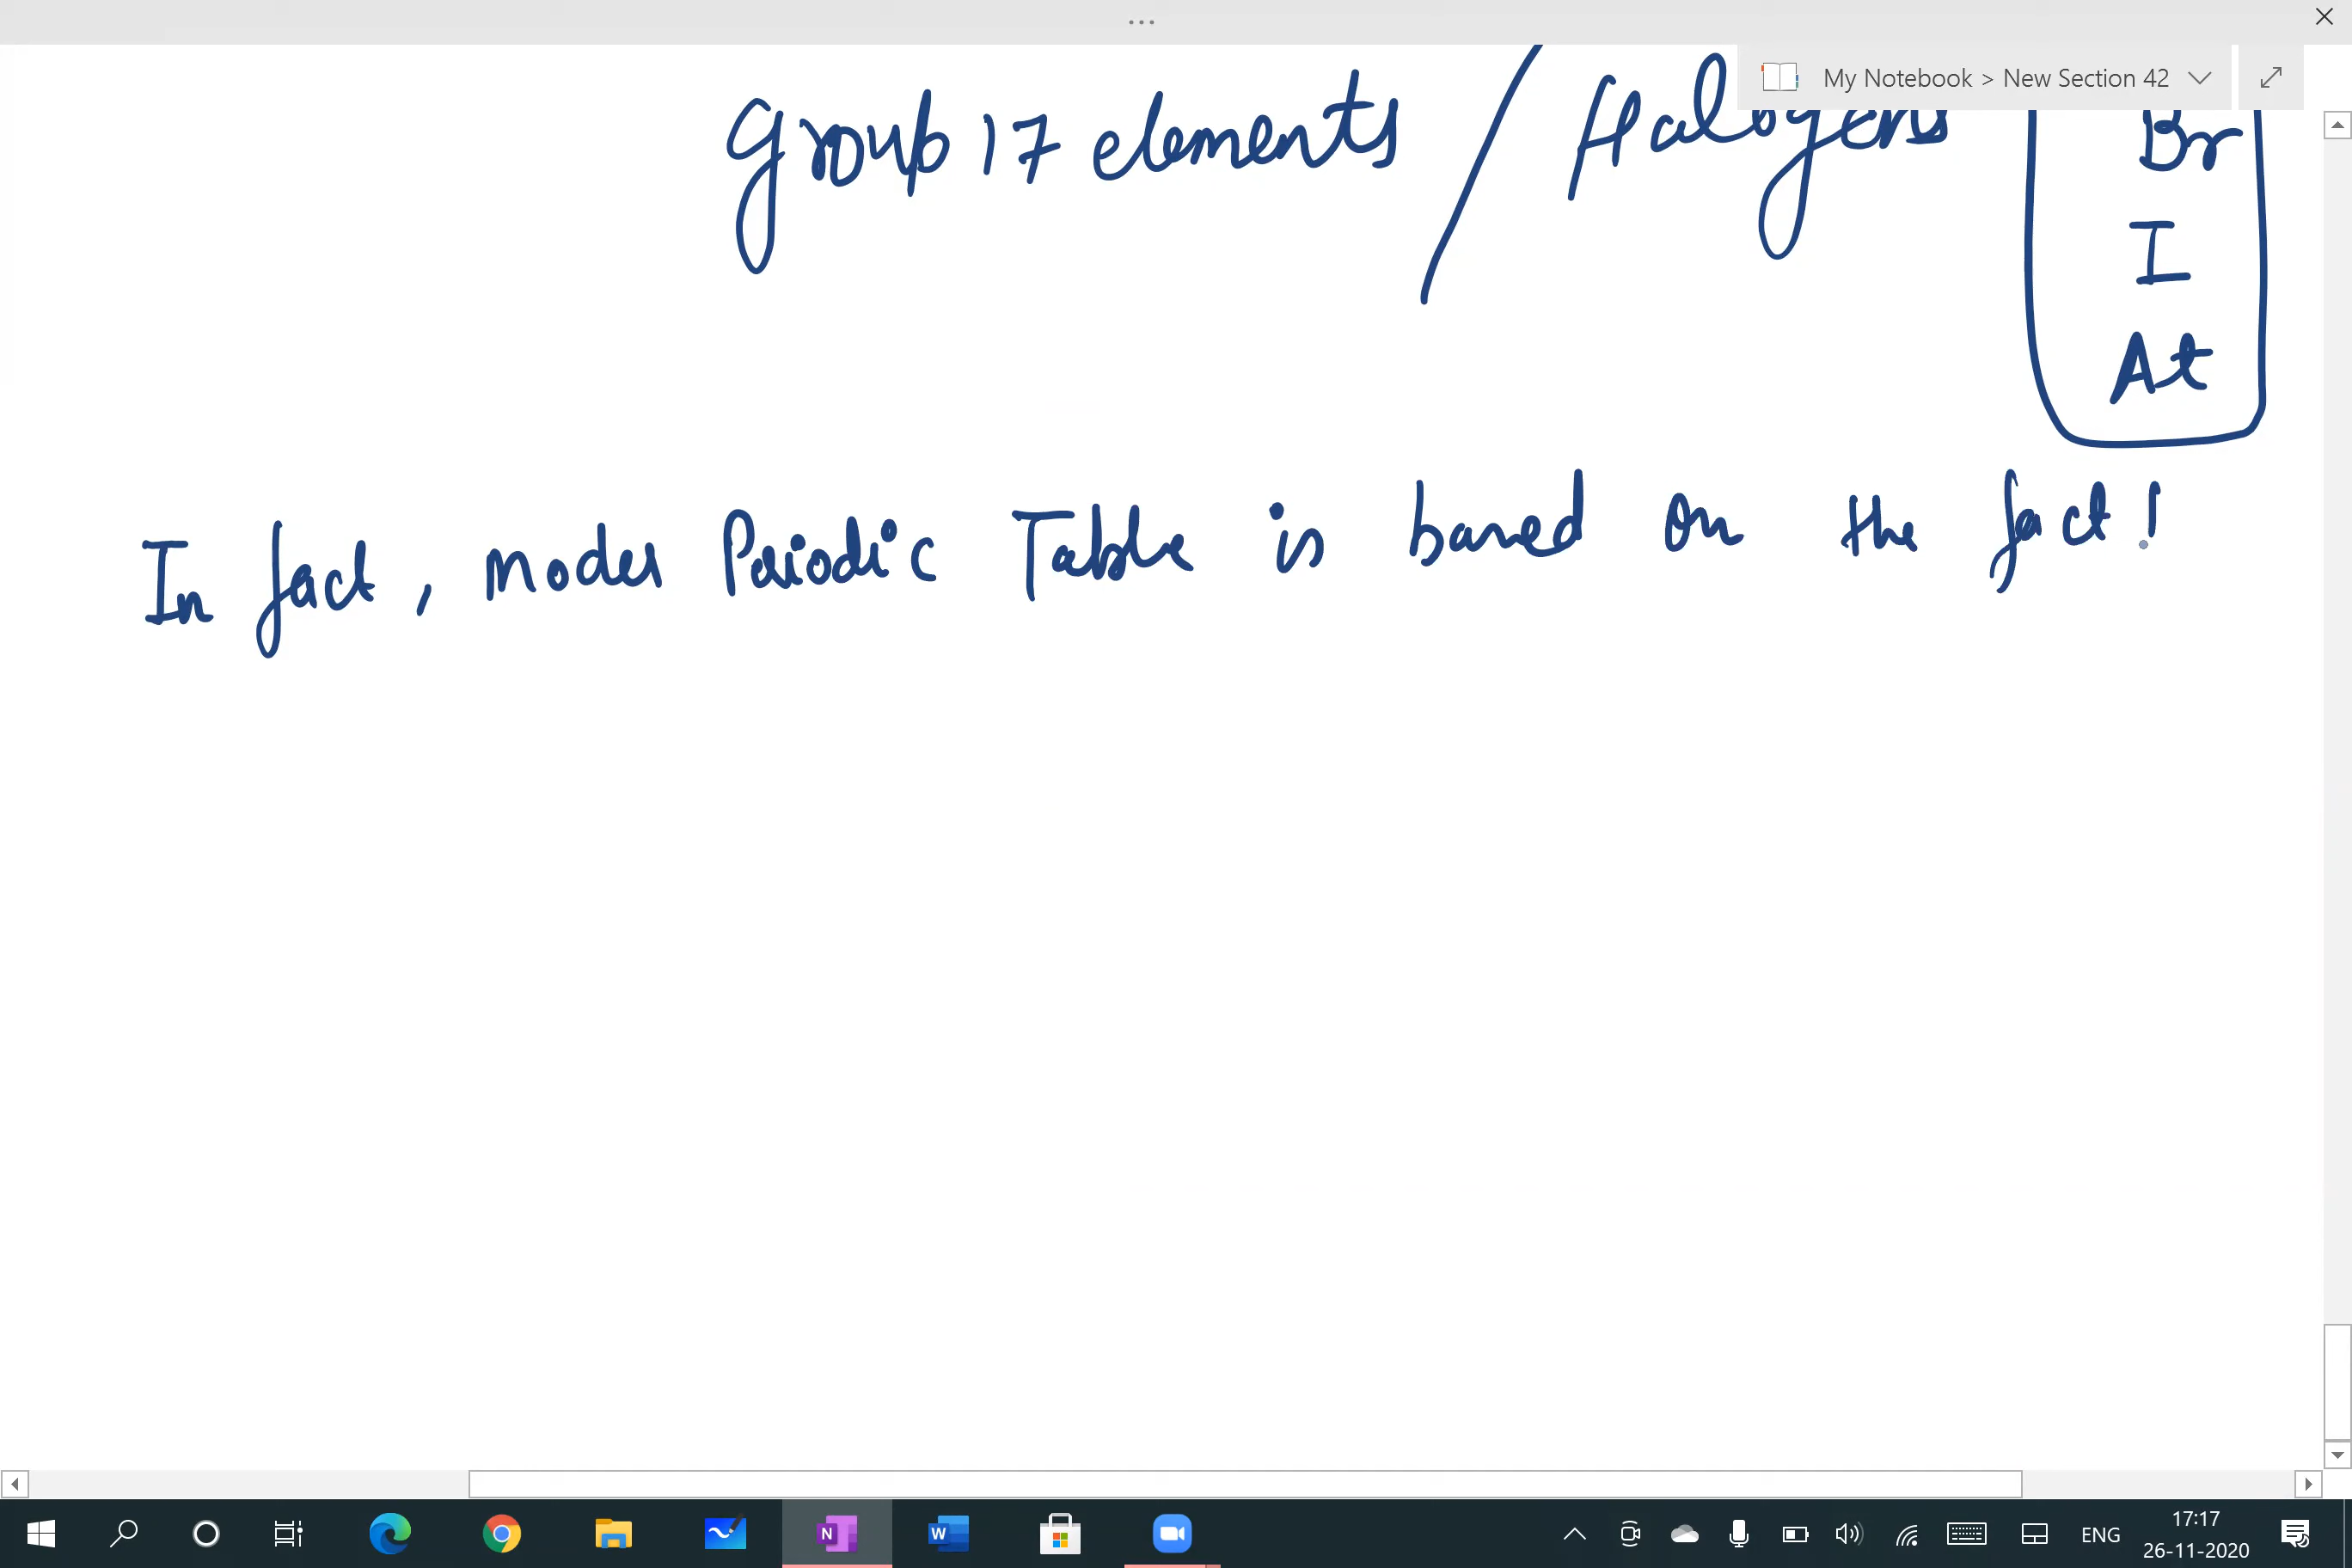 My Notebook > New Section 42
group 17 elements / Halogens
Br
I
At
In fact, moder Periodic Table is based on the fact!
N
W
ENG
17:17
26-11-2020